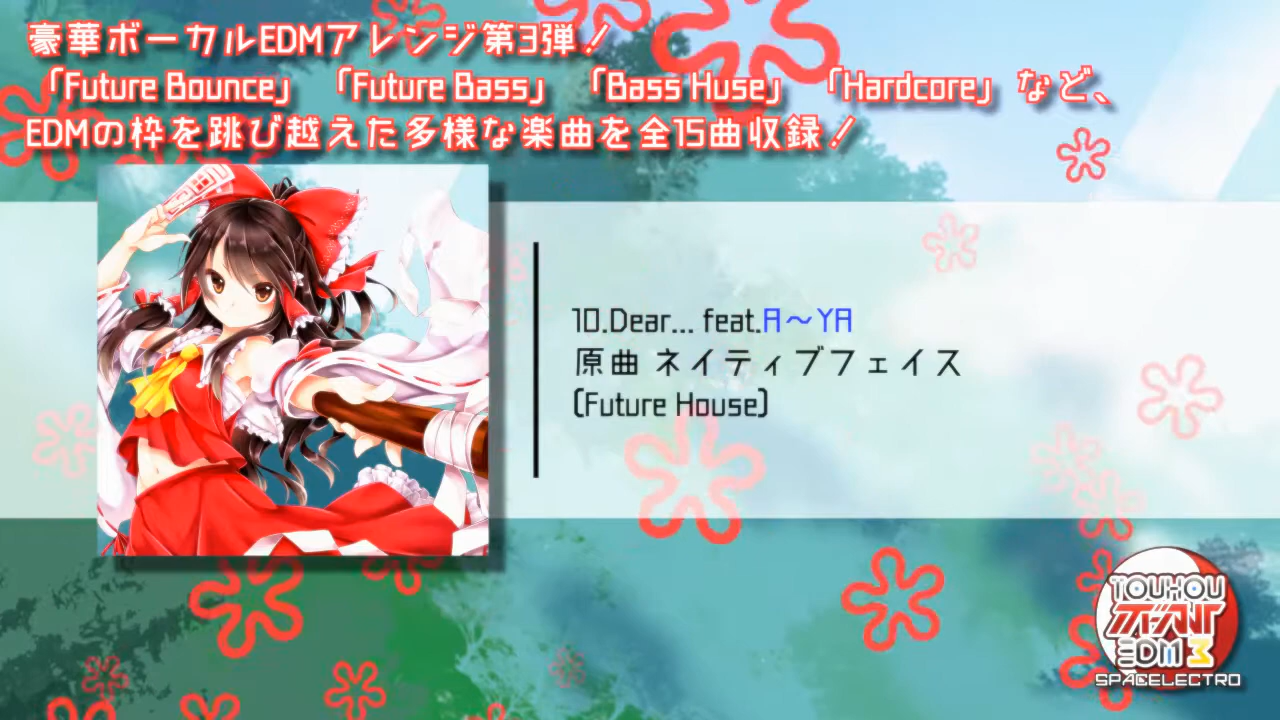 豪華ボーカルEDMアレンジ第3弾！
「Future Bounce」「Future Bass」「Bass Huse」「Hardcore」など、
EDMの枠を跳び越えた多様な楽曲を全15曲収録！
10.Dear... feat.A～YA
原曲 ネイティブフェイス
(Future House)
TOUHOU
EDM 3
SPACELECTRO